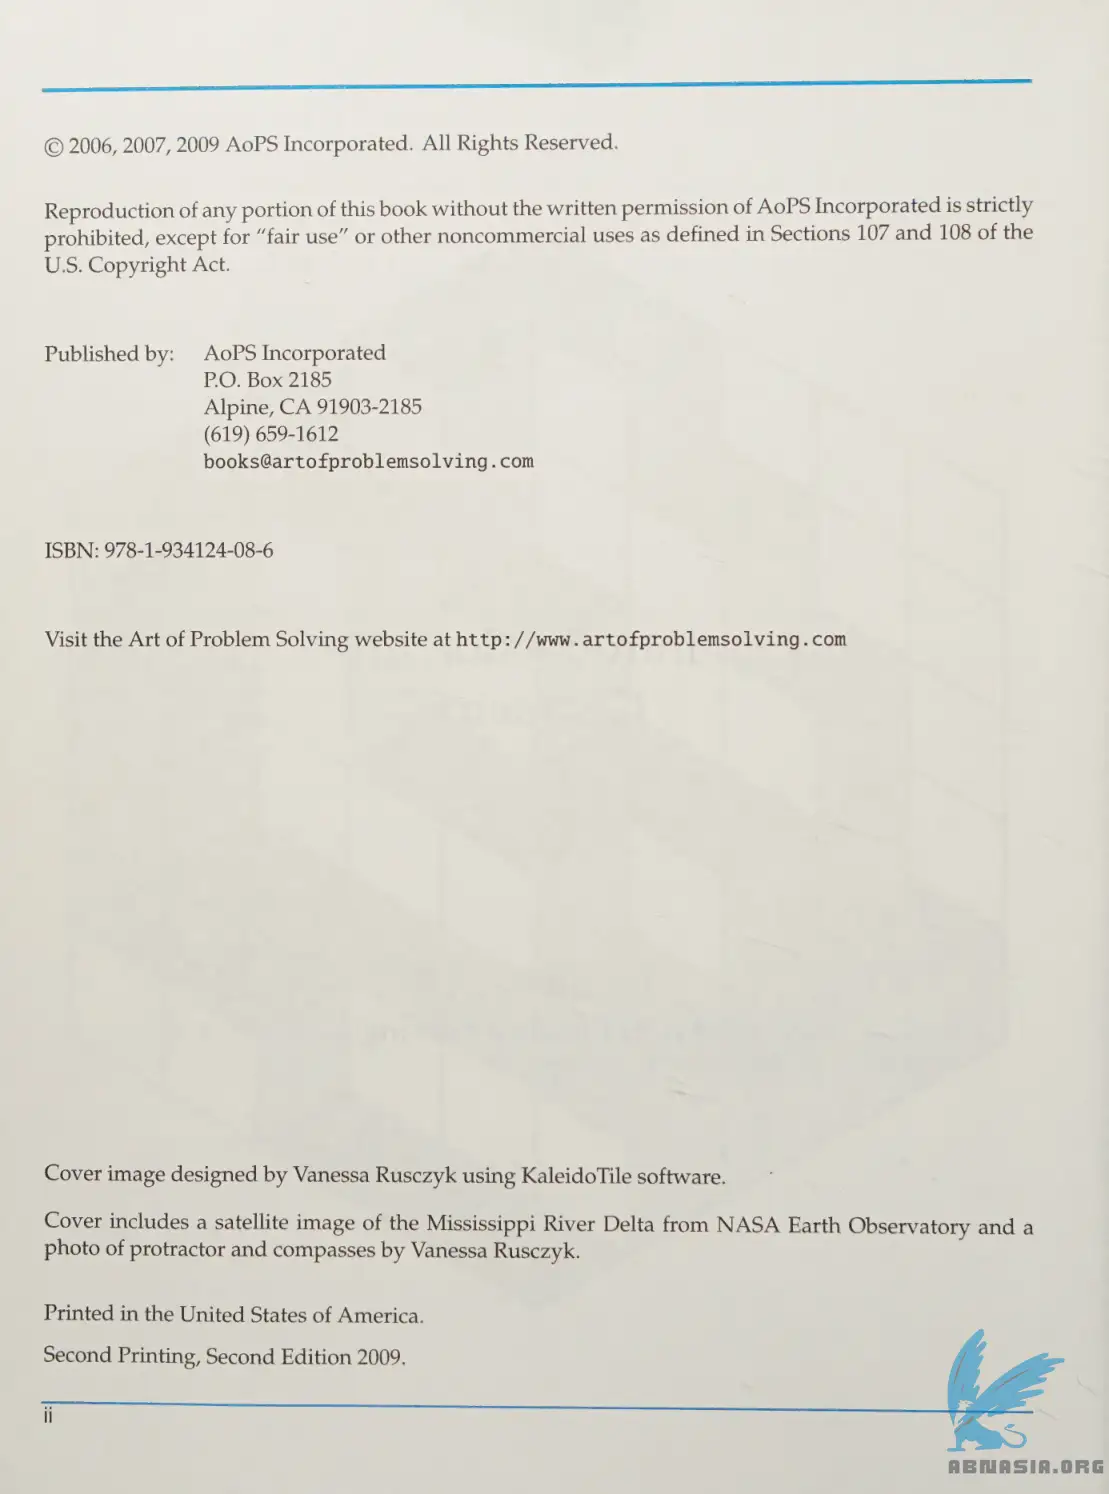 © 2006, 2007, 2009 AoPS Incorporated. All Rights Reserved.
Reproduction of any portion of this book without the written permission of AoPS Incorporated is strictly
prohibited, except for "fair use" or other noncommercial uses as defined in Sections 107 and 108 of the
U.S. Copyright Act.
Published by: AoPS Incorporated
P.O. Box 2185
Alpine, CA 91903-2185
(619) 659-1612
books@artofproblemsolving.com
ISBN: 978-1-934124-08-6
Visit the Art of Problem Solving website at http://www.artofproblemsolving.com
Cover image designed by Vanessa Rusczyk using KaleidoTile software.
Cover includes a satellite image of the Mississippi River Delta from NASA Earth Observatory and a
photo of protractor and compasses by Vanessa Rusczyk.
Printed in the United States of America.
Second Printing, Second Edition 2009.
ii
ABNASIA.ORG